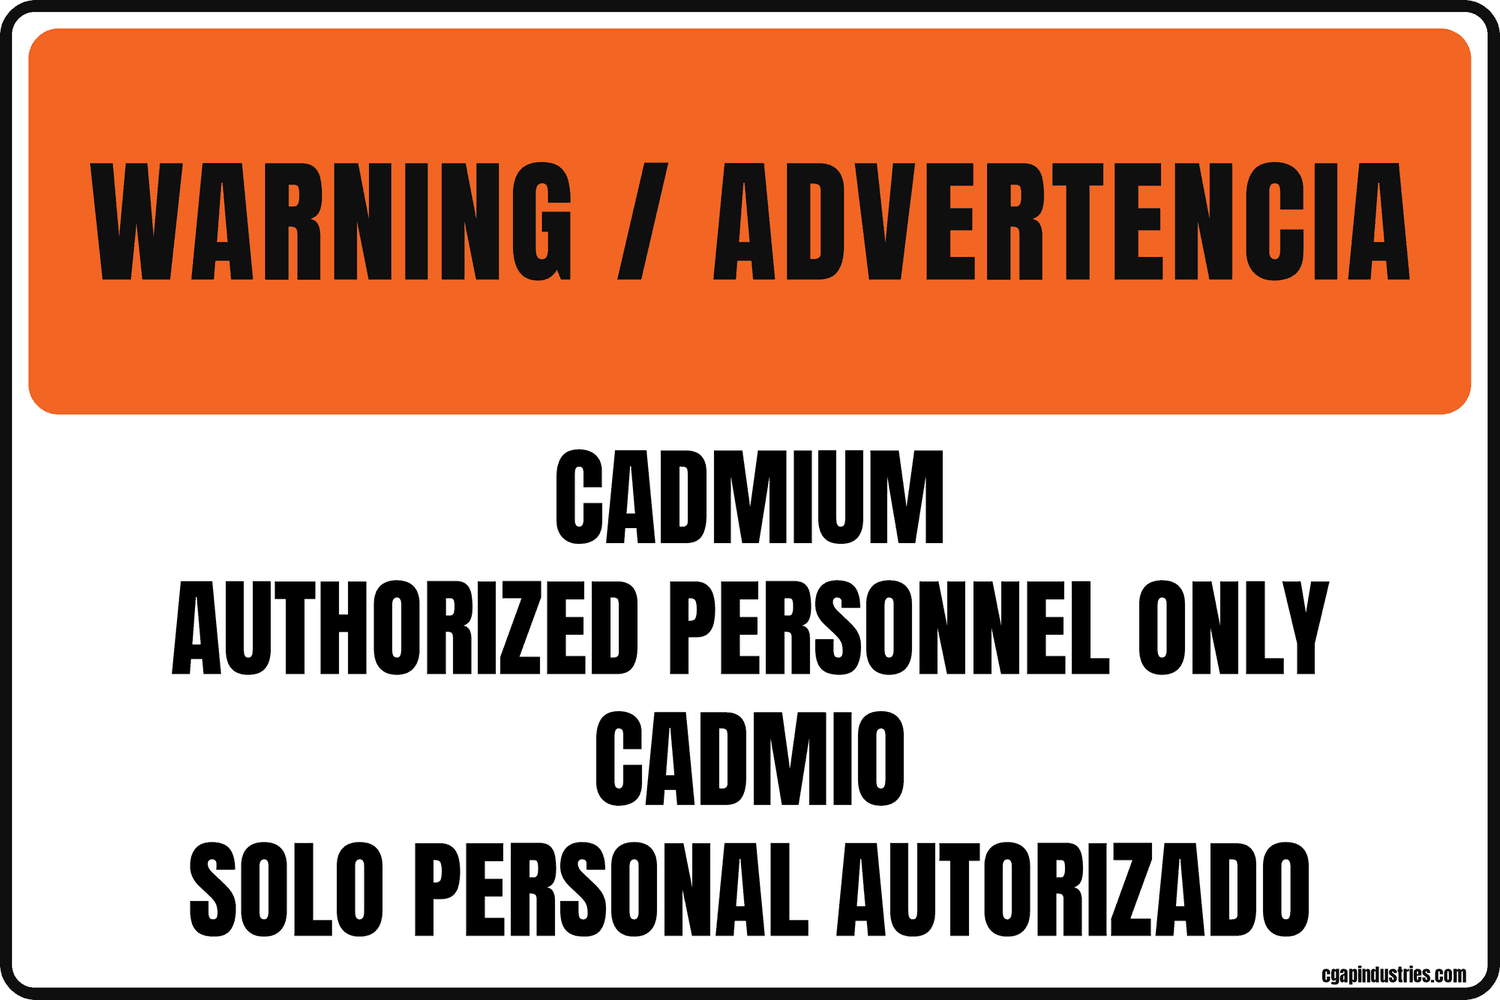 WARNING / ADVERTENCIA
CADMIUM
AUTHORIZED PERSONNEL ONLY
CADMIO
SOLO PERSONAL AUTORIZADO
cgapindustries.com